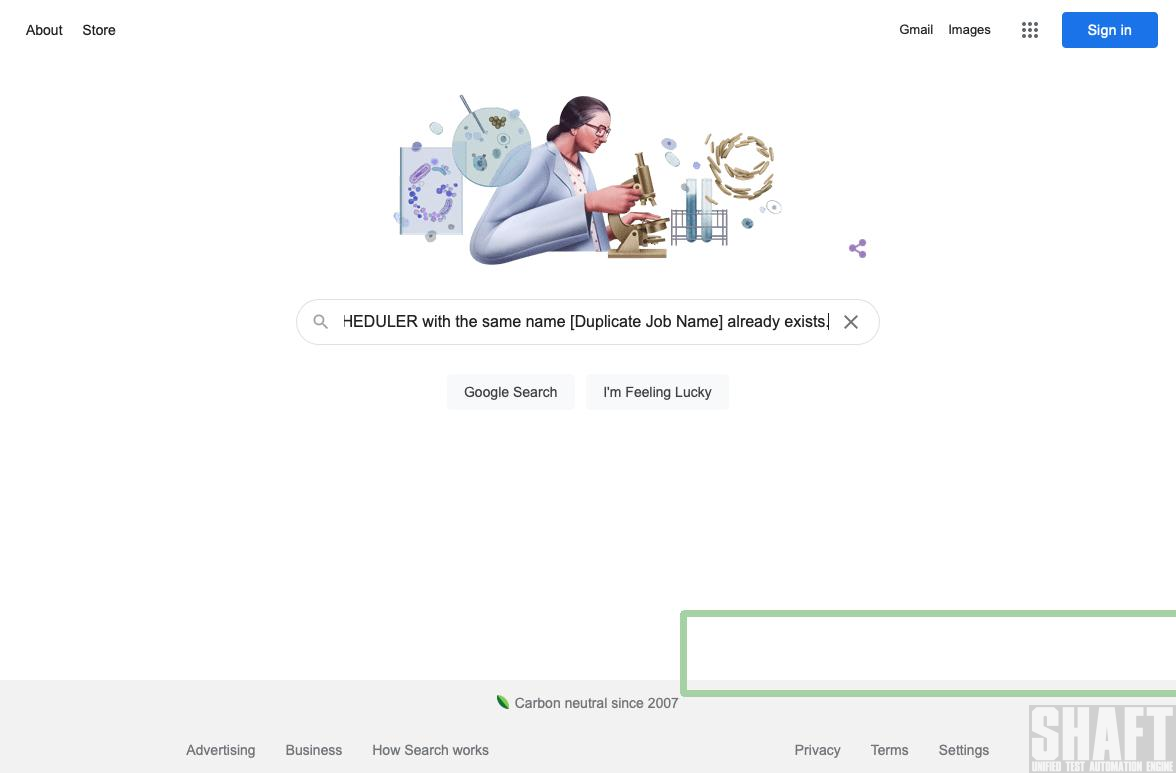 About Store
Gmail Images
Sign in
HEDULER with the same name [Duplicate Job Name] already exists.
Google Search
I'm Feeling Lucky
Carbon neutral since 2007
Advertising Business How Search works
Privacy Terms Settings
SHAFT
UNIFIED TEST AUTOMATION ENGINE